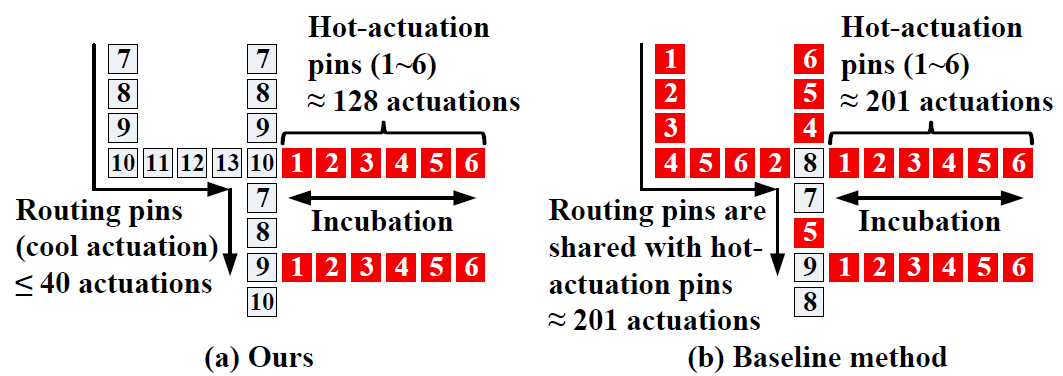 Hot-actuation
pins (1~6)
≈ 128 actuations
7 7
8 8
9 9
10 11 12 13 10 1 2 3 4 5 6
7
8
9 1 2 3 4 5 6
10
Incubation
Routing pins
(cool actuation)
≤ 40 actuations
(a) Ours
Hot-actuation
pins (1~6)
≈ 201 actuations
1 6
2 5
3 4
4 5 6 2 8 1 2 3 4 5 6
7
5
9 1 2 3 4 5 6
8
Incubation
Routing pins are
shared with hot-
actuation pins
≈ 201 actuations
(b) Baseline method